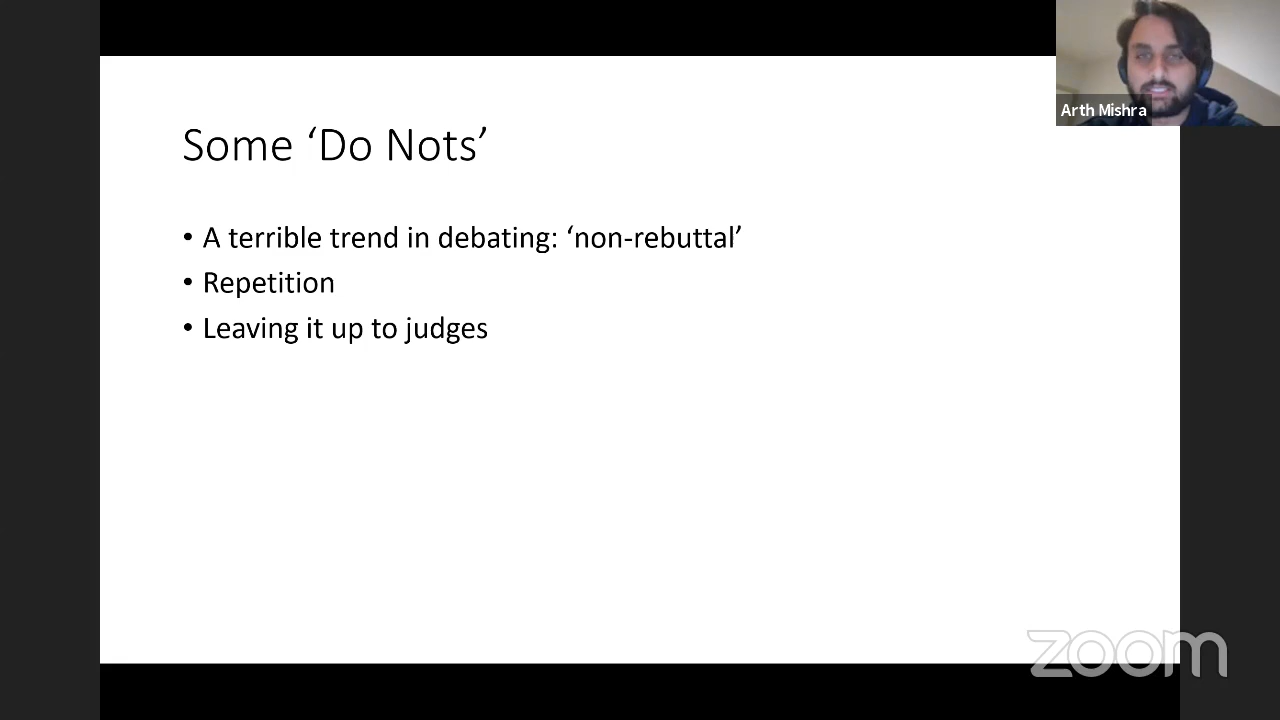 Arth Mishra
Some ‘Do Nots’
• A terrible trend in debating: ‘non-rebuttal’
• Repetition
• Leaving it up to judges
zoom